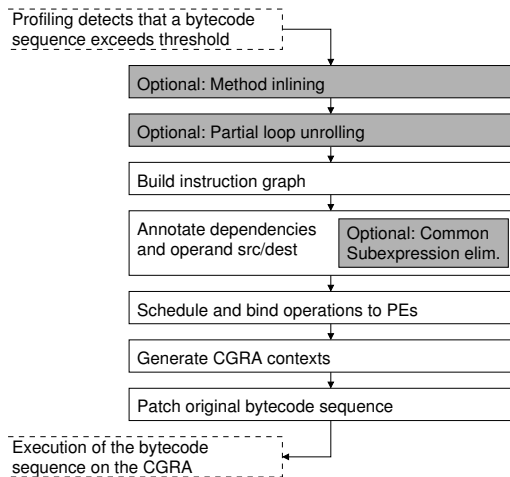 Profiling detects that a bytecode
sequence exceeds threshold
Optional: Method inlining
Optional: Partial loop unrolling
Build instruction graph
Annotate dependencies
and operand src/dest
Optional: Common
Subexpression elim.
Schedule and bind operations to PEs
Generate CGRA contexts
Patch original bytecode sequence
Execution of the bytecode
sequence on the CGRA